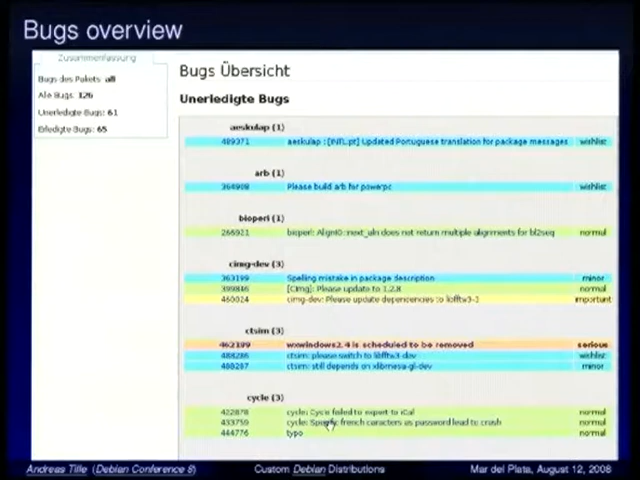 Bugs overview
Zusammenfassung
Bugs des Pakets: all
Alle Bugs: 126
Unerledigte Bugs: 61
Erledigte Bugs: 65
Bugs Übersicht
Unerledigte Bugs
aeskulap (1)
489371 aeskulap : [INTL:pt] Updated Portuguese translation for package messages wishlist
arb (1)
364908 Please build arb for powerpc wishlist
bioperl (1)
266921 bioperl: AlignIO::next_aln does not return multiple alignments for bl2seq normal
cimg-dev (3)
363199 Spelling mistake in package description minor
[CImg]: Please update to 1.2.8 normal
460024 cimg-dev: Please update dependencies to libfftw3-3 important
ctsim (3)
462199 wxwindows2.4 is scheduled to be removed serious
488286 ctsim: please switch to libfftw3-dev wishlist
488287 ctsim: still depends on xlibmesa-gl-dev minor
cycle (3)
422878 cycle: Cycle failed to export to iCal normal
433759 cycle: Specify french caracters as password lead to crash normal
444776 typo normal
Andreas Tille (Debian Conference 8) Custom Debian Distributions Mar del Plata, August 12, 2008